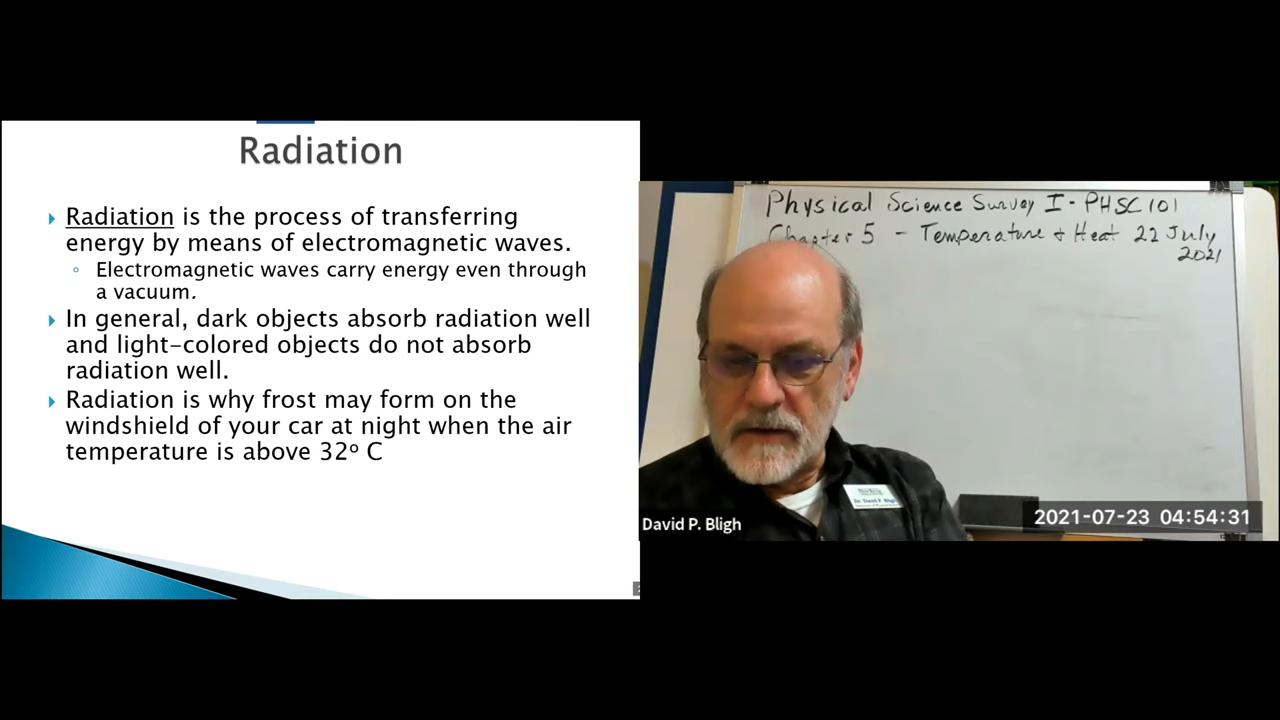 Radiation
Radiation is the process of transferring
energy by means of electromagnetic waves.
Electromagnetic waves carry energy even through
a vacuum.
In general, dark objects absorb radiation well
and light-colored objects do not absorb
radiation well.
Radiation is why frost may form on the
windshield of your car at night when the air
temperature is above 32º C
Physical Science Survey I - PHSC 101
Chapter 5 - Temperature & Heat 22 July
2021
Dr. David P. Bligh
David P. Bligh
2021-07-23 04:54:31